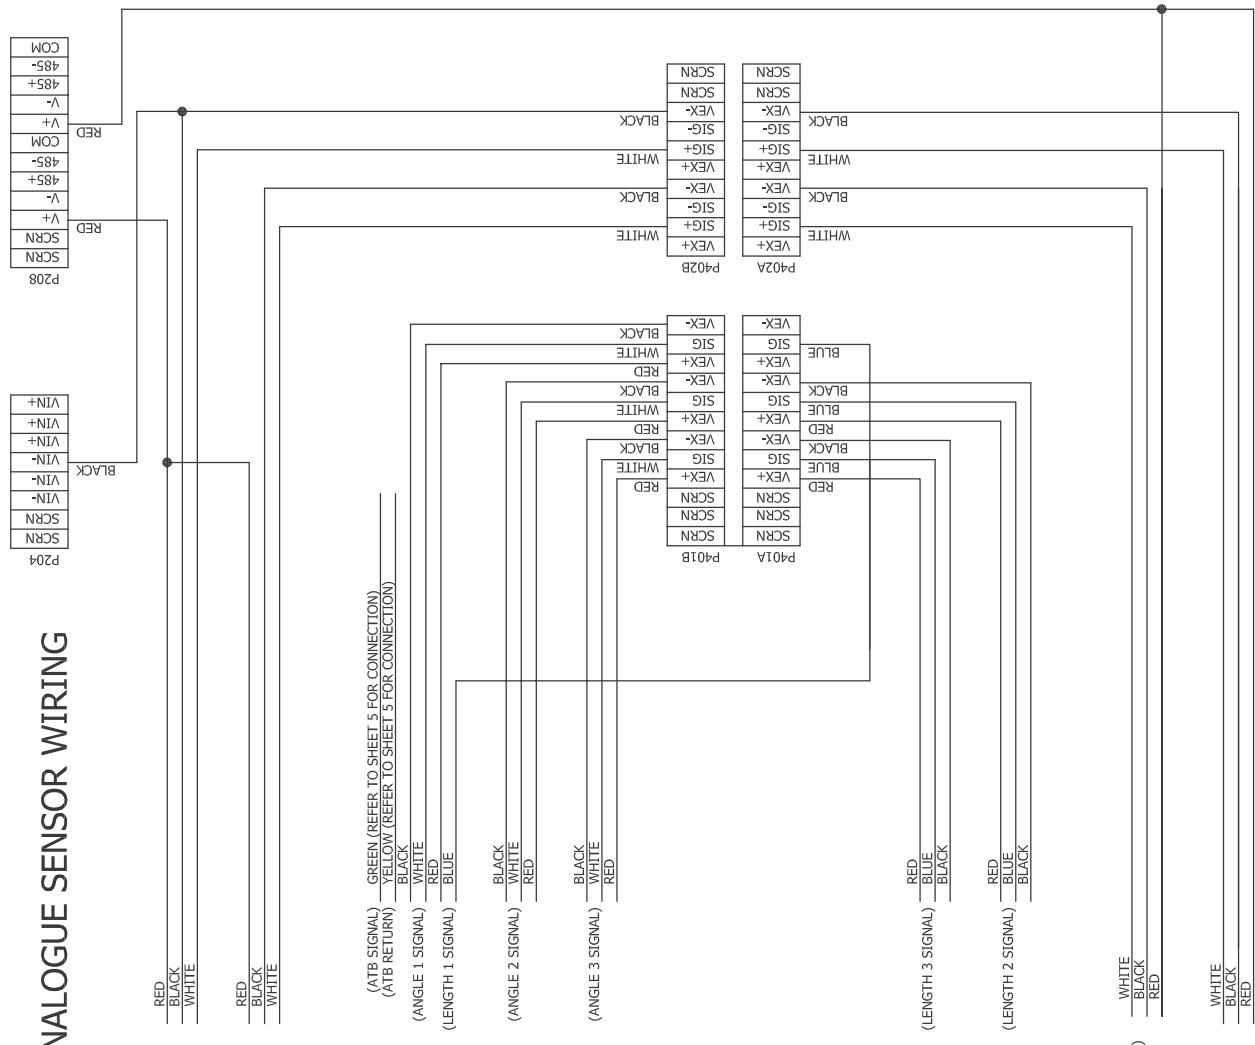 COM
485-
485+
V-
V+
COM
485-
485+
V-
V+
SCRN
SCRN
P208
RED
RED
VIN+
VIN+
VIN+
VIN-
VIN-
VIN-
SCRN
SCRN
P204
BLACK
SCRN
SCRN
VEX-
SIG-
SIG+
VEX+
VEX-
SIG-
SIG+
VEX+
P402B
BLACK
WHITE
BLACK
WHITE
SCRN
SCRN
VEX-
SIG-
SIG+
VEX+
VEX-
SIG-
SIG+
VEX+
P402A
BLACK
WHITE
BLACK
WHITE
VEX-
SIG
VEX+
VEX-
SIG
VEX+
VEX-
SIG
VEX+
SCRN
SCRN
SCRN
P401B
BLACK
WHITE
RED
BLACK
WHITE
RED
BLACK
WHITE
RED
VEX-
SIG
VEX+
VEX-
SIG
VEX+
VEX-
SIG
VEX+
SCRN
SCRN
SCRN
P401A
BLUE
BLACK
BLUE
RED
BLACK
BLUE
RED
NALOGUE SENSOR WIRING
RED
BLACK
WHITE
RED
BLACK
WHITE
(ATB SIGNAL) GREEN (REFER TO SHEET 5 FOR CONNECTION)
(ATB RETURN) YELLOW (REFER TO SHEET 5 FOR CONNECTION)
BLACK
(ANGLE 1 SIGNAL) WHITE
RED
(LENGTH 1 SIGNAL) BLUE
BLACK
(ANGLE 2 SIGNAL) WHITE
RED
BLACK
(ANGLE 3 SIGNAL) WHITE
RED
RED
(LENGTH 3 SIGNAL) BLUE
BLACK
RED
(LENGTH 2 SIGNAL) BLUE
BLACK
WHITE
BLACK
RED
)
WHITE
BLACK
RED